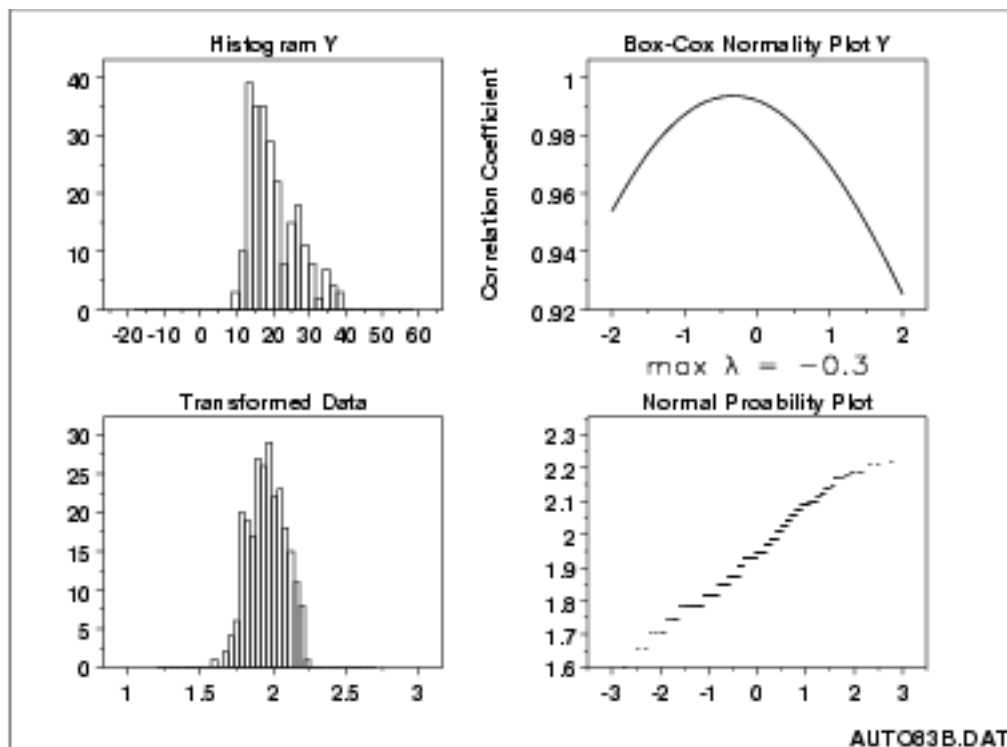 Histogram Y
40
30
20
10
0
-20 -10 0 10 20 30 40 50 60
Box-Cox Normality Plot Y
Correlation Coefficient
1
0.98
0.96
0.94
0.92
-2 -1 0 1 2
max λ = -0.3
Transformed Data
30
25
20
15
10
5
0
1 1.5 2 2.5 3
Normal Proability Plot
2.3
2.2
2.1
2
1.9
1.8
1.7
1.6
-3 -2 -1 0 1 2 3
AUTO83B.DAT